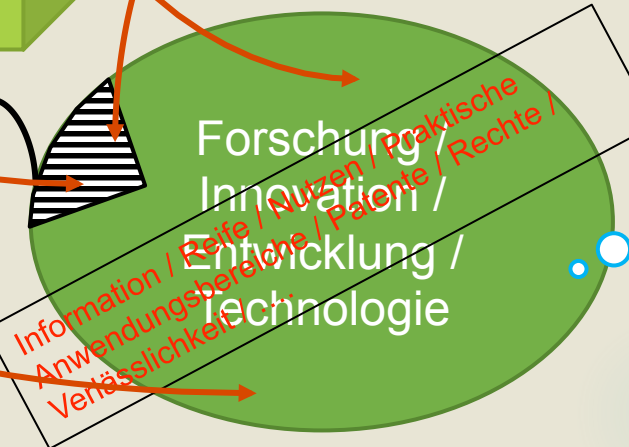 Forschung /
Innovation /
Entwicklung /
Technologie
Information / Reife / Nutzen / Praktische
Anwendungsbereiche / Patente / Rechte /
Verlässlichkeit / ….